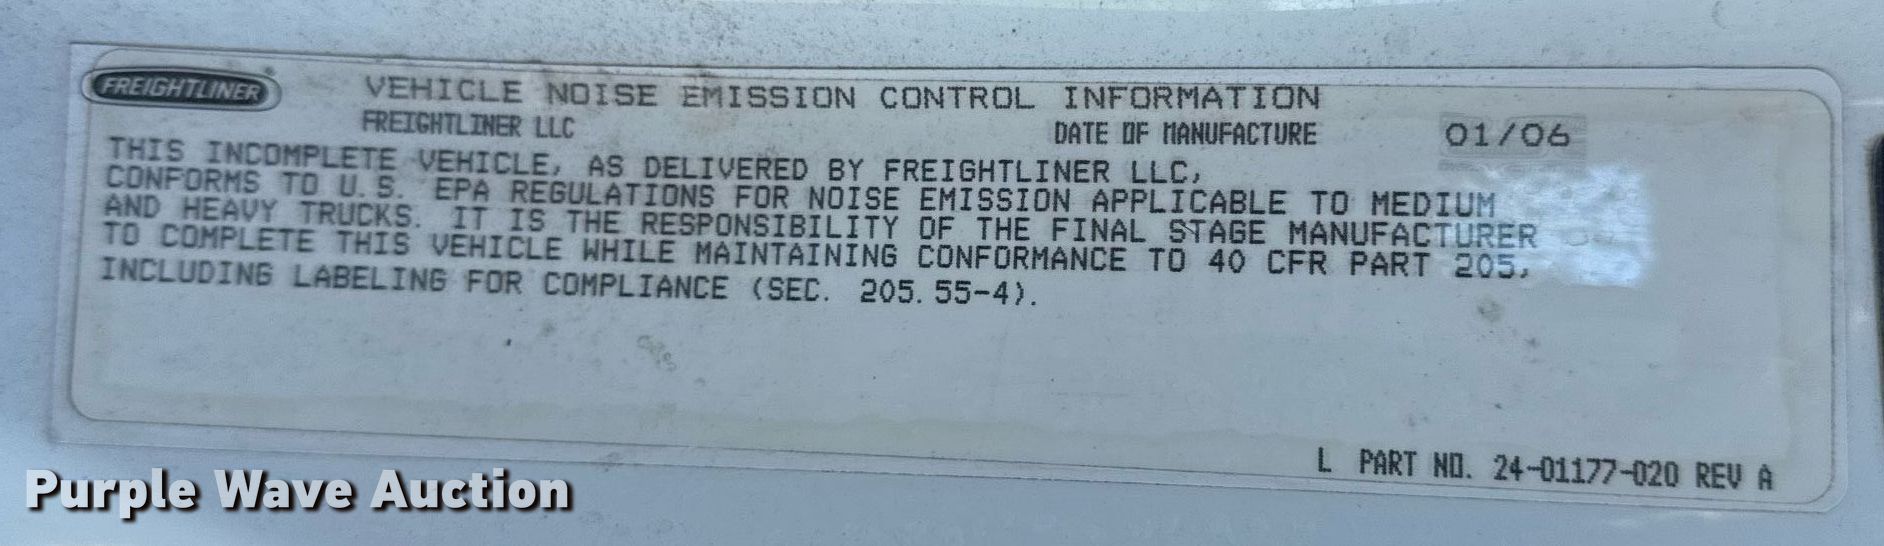 FREIGHTLINER
VEHICLE NOISE EMISSION CONTROL INFORMATION
FREIGHTLINER LLC DATE OF MANUFACTURE 01/06
THIS INCOMPLETE VEHICLE, AS DELIVERED BY FREIGHTLINER LLC,
CONFORMS TO U.S. EPA REGULATIONS FOR NOISE EMISSION APPLICABLE TO MEDIUM
AND HEAVY TRUCKS. IT IS THE RESPONSIBILITY OF THE FINAL STAGE MANUFACTURER
TO COMPLETE THIS VEHICLE WHILE MAINTAINING CONFORMANCE TO 40 CFR PART 205,
INCLUDING LABELING FOR COMPLIANCE (SEC. 205.55-4).
L PART NO. 24-01177-020 REV A
Purple Wave Auction